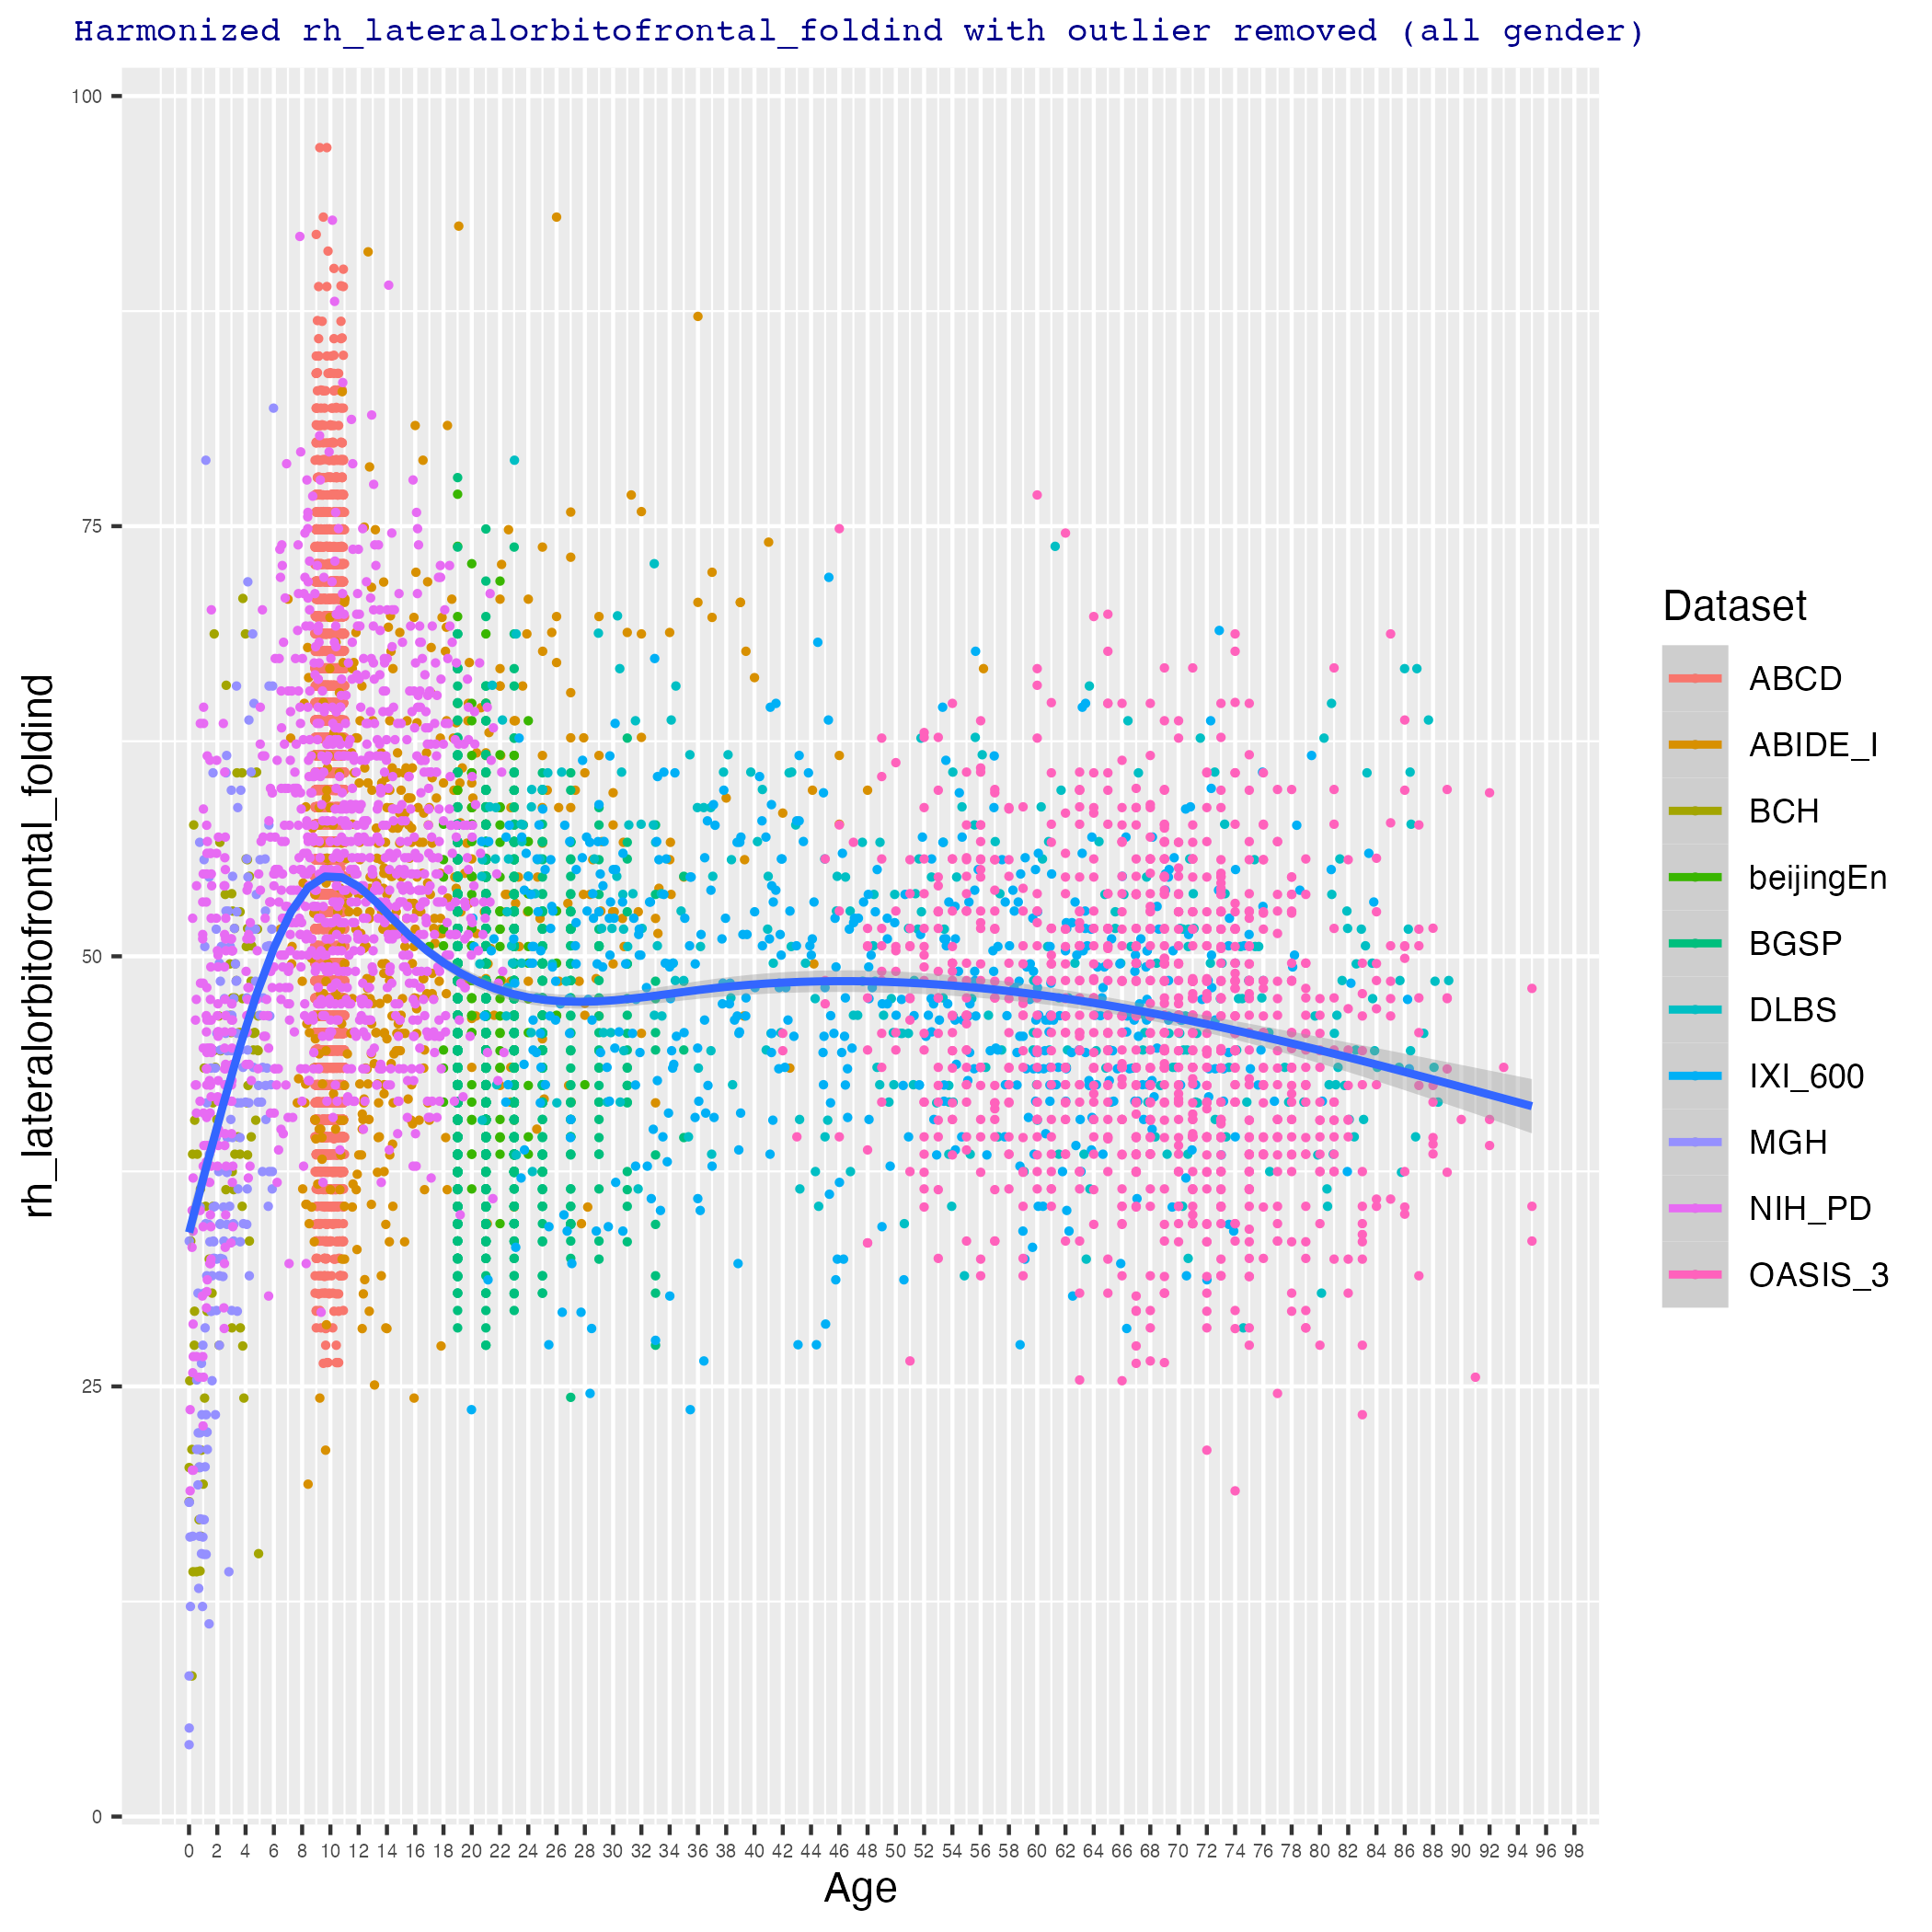 Harmonized rh_lateralorbitofrontal_foldind with outlier removed (all gender)
rh_lateralorbitofrontal_foldind
100
75
50
25
0
0 2 4 6 8 10 12 14 16 18 20 22 24 26 28 30 32 34 36 38 40 42 44 46 48 50 52 54 56 58 60 62 64 66 68 70 72 74 76 78 80 82 84 86 88 90 92 94 96 98
Age
Dataset
ABCD
ABIDE_I
BCH
beijingEn
BGSP
DLBS
IXI_600
MGH
NIH_PD
OASIS_3